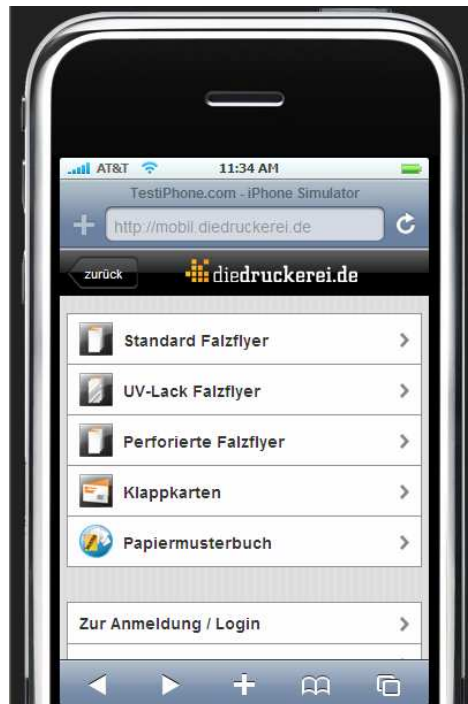 AT&T 11:34 AM
TestiPhone.com - iPhone Simulator
http://mobil.diedruckerei.de
zurück diedruckerei.de
Standard Falzflyer
UV-Lack Falzflyer
Perforierte Falzflyer
Klappkarten
Papiermusterbuch
Zur Anmeldung / Login